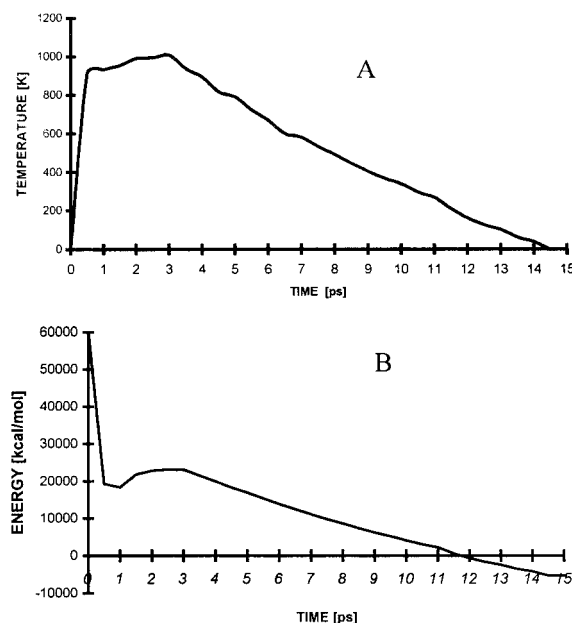 1200
1000
800
600
400
200
0
TEMPERATURE [K]
A
0 1 2 3 4 5 6 7 8 9 10 11 12 13 14 15
TIME [ps]
60000
50000
40000
30000
20000
10000
0
-10000
ENERGY [kcal/mol]
B
0 1 2 3 4 5 6 7 8 9 10 11 12 13 14 15
TIME [ps]